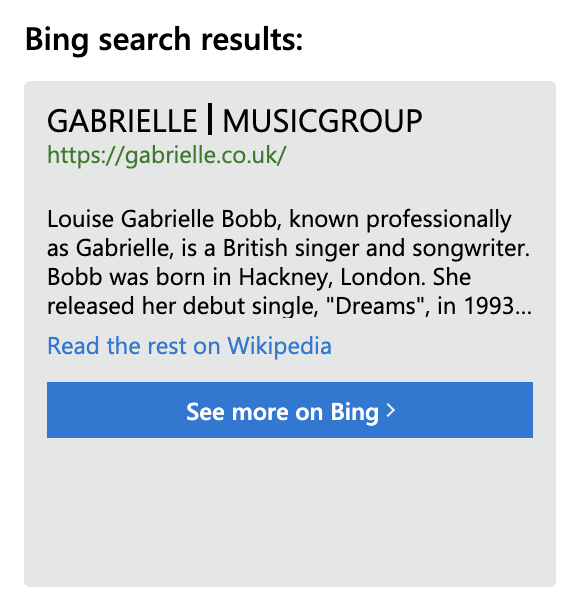 Bing search results:
GABRIELLE | MUSICGROUP
https://gabrielle.co.uk/
Louise Gabrielle Bobb, known professionally
as Gabrielle, is a British singer and songwriter.
Bobb was born in Hackney, London. She
released her debut single, "Dreams", in 1993...
Read the rest on Wikipedia
See more on Bing >